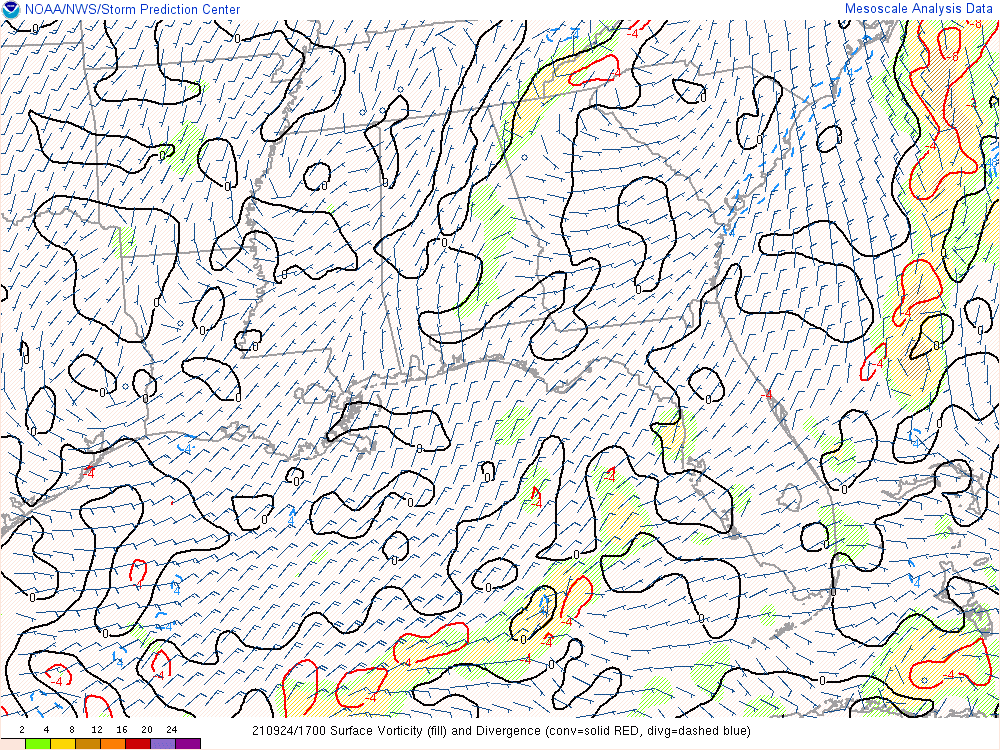 NOAA/NWS/Storm Prediction Center
Mesoscale Analysis Data
2 4 8 12 16 20 24
210924/1700 Surface Vorticity (fill) and Divergence (conv=solid RED, divg=dashed blue)